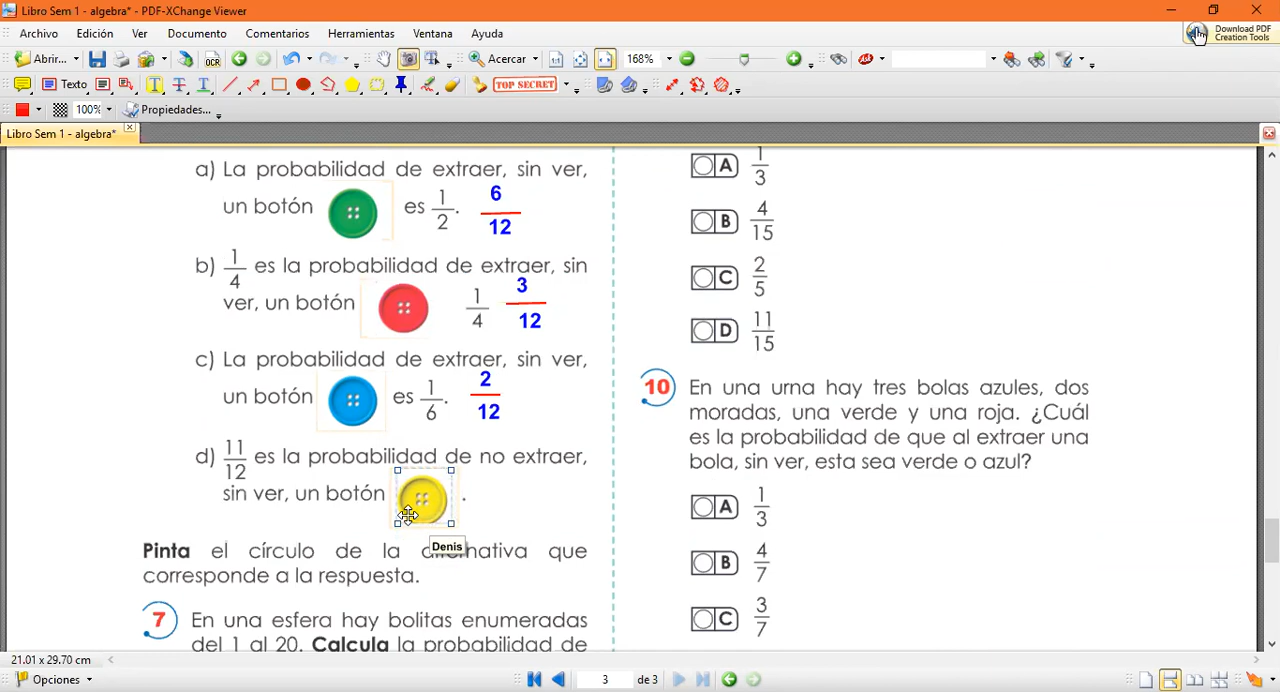 Libro Sem 1 - algebra* - PDF-XChange Viewer
Archivo Edición Ver Documento Comentarios Herramientas Ventana Ayuda
Download PDF
Creation Tools
Abrir... OCR Acercar 168%
Texto TOP SECRET
100% Propiedades...
Libro Sem 1 - algebra*
a) La probabilidad de extraer, sin ver,
un botón es 1/2. 6/12
b) 1/4 es la probabilidad de extraer, sin
ver, un botón 1/4 3/12
c) La probabilidad de extraer, sin ver,
un botón es 1/6. 2/12
d) 11/12 es la probabilidad de no extraer,
sin ver, un botón .
Denis
Pinta el círculo de la alternativa que
corresponde a la respuesta.
7 En una esfera hay bolitas enumeradas
del 1 al 20. Calcula la probabilidad de
A 1/3
B 4/15
C 2/5
D 11/15
10 En una urna hay tres bolas azules, dos
moradas, una verde y una roja. ¿Cuál
es la probabilidad de que al extraer una
bola, sin ver, esta sea verde o azul?
A 1/3
B 4/7
C 3/7
21.01 x 29.70 cm
Opciones 3 de 3